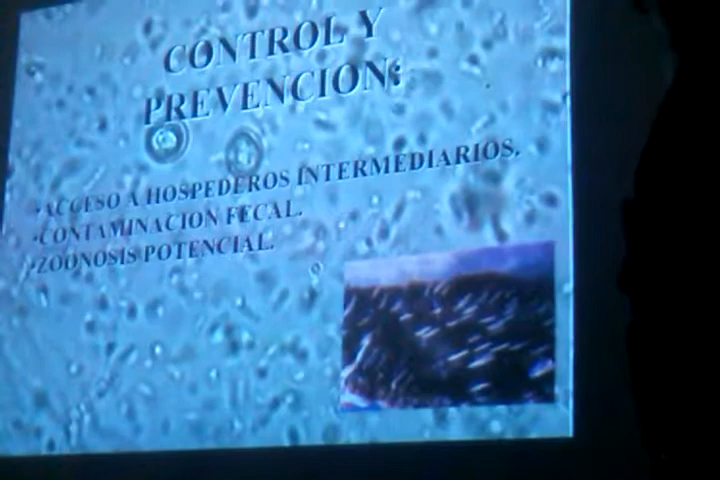 CONTROL Y
PREVENCION:
•ACCESO A HOSPEDEROS INTERMEDIARIOS.
•CONTAMINACION FECAL.
•ZOONOSIS POTENCIAL.